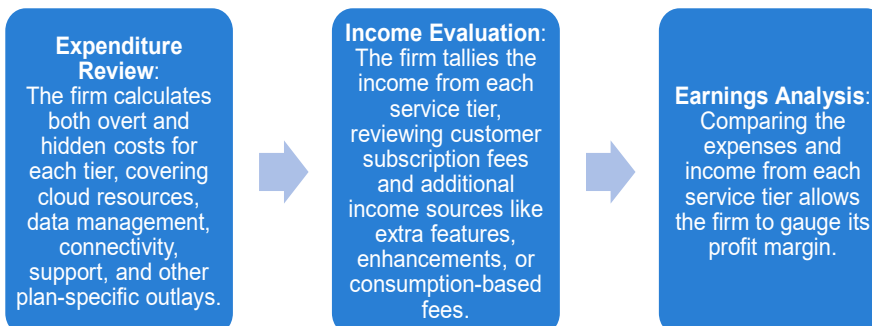 Expenditure
Review:
The firm calculates
both overt and
hidden costs for
each tier, covering
cloud resources,
data management,
connectivity,
support, and other
plan-specific outlays.
Income Evaluation:
The firm tallies the
income from each
service tier,
reviewing customer
subscription fees
and additional
income sources like
extra features,
enhancements, or
consumption-based
fees.
Earnings Analysis:
Comparing the
expenses and
income from each
service tier allows
the firm to gauge its
profit margin.